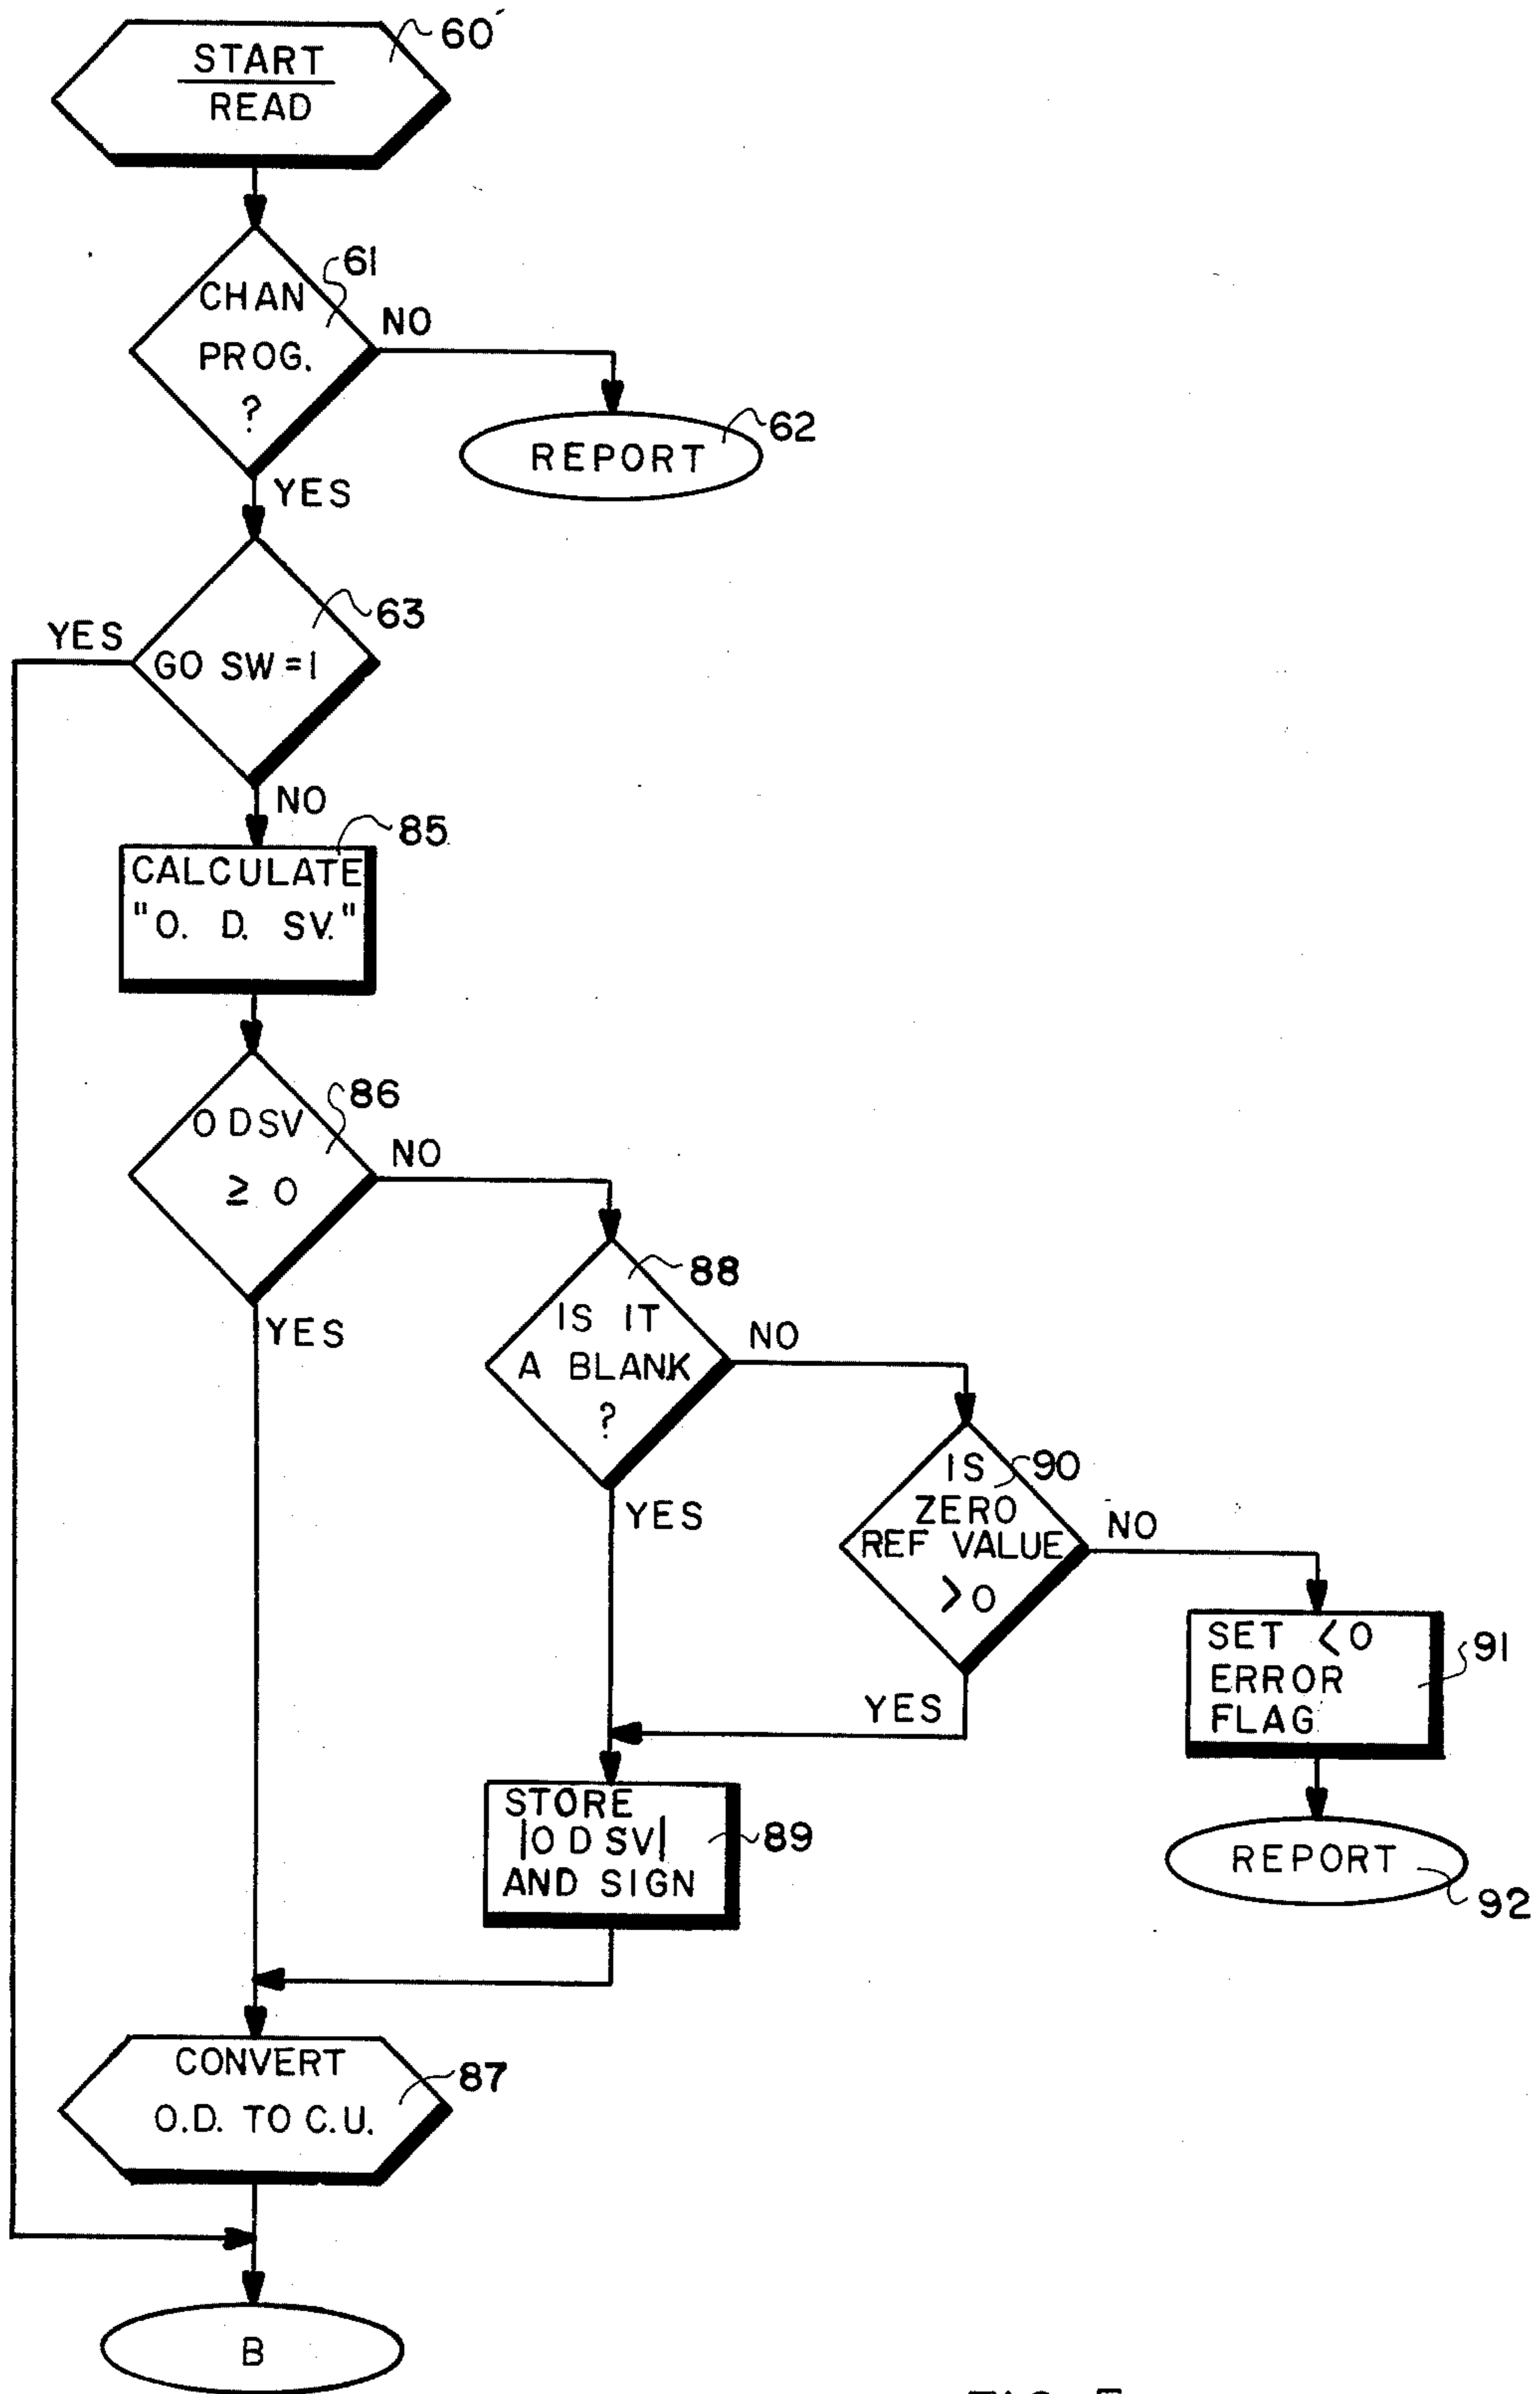 START
READ
60
CHAN
PROG.
?
61
NO
REPORT
62
YES
GO SW = 1
63
YES
NO
CALCULATE
"O. D. SV."
85
O D S V
≥ 0
86
NO
YES
IS IT
A BLANK
?
88
NO
YES
IS
ZERO
REF VALUE
> 0
90
NO
YES
SET < 0
ERROR
FLAG
91
REPORT
92
STORE
|O D SV|
AND SIGN
89
CONVERT
O.D. TO C.U.
87
B